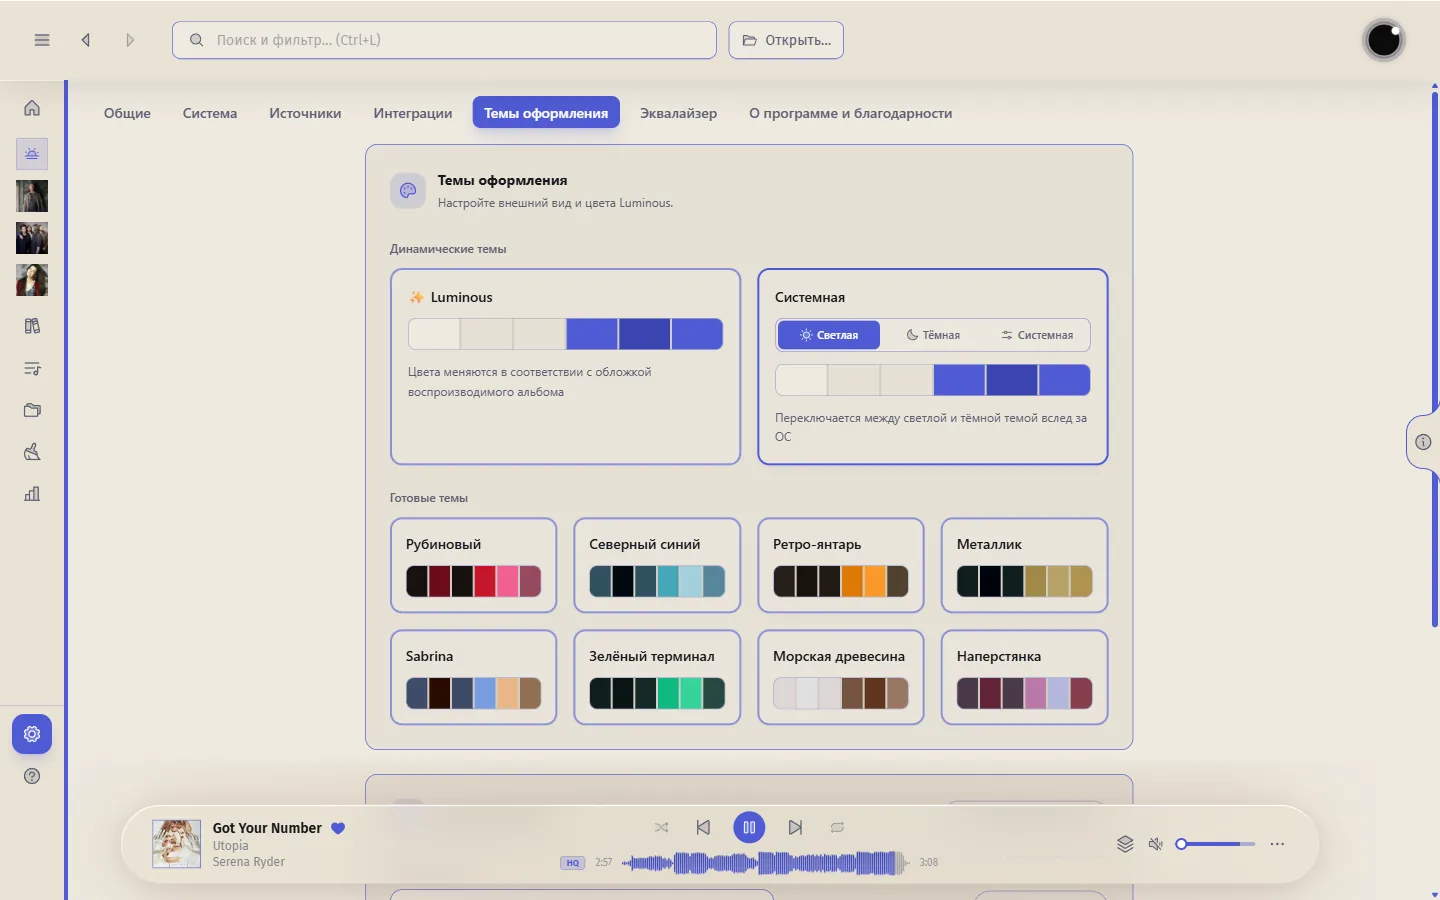 Поиск и фильтр... (Ctrl+L)
Открыть...
Общие
Система
Источники
Интеграции
Темы оформления
Эквалайзер
О программе и благодарности
Темы оформления
Настройте внешний вид и цвета Luminous.
Динамические темы
Luminous
Цвета меняются в соответствии с обложкой
воспроизводимого альбома
Системная
Светлая
Тёмная
Системная
Переключается между светлой и тёмной темой вслед за
ОС
Готовые темы
Рубиновый
Северный синий
Ретро-янтарь
Металлик
Sabrina
Зелёный терминал
Морская древесина
Наперстянка
Got Your Number
Utopia
Serena Ryder
HQ
2:57
3:08